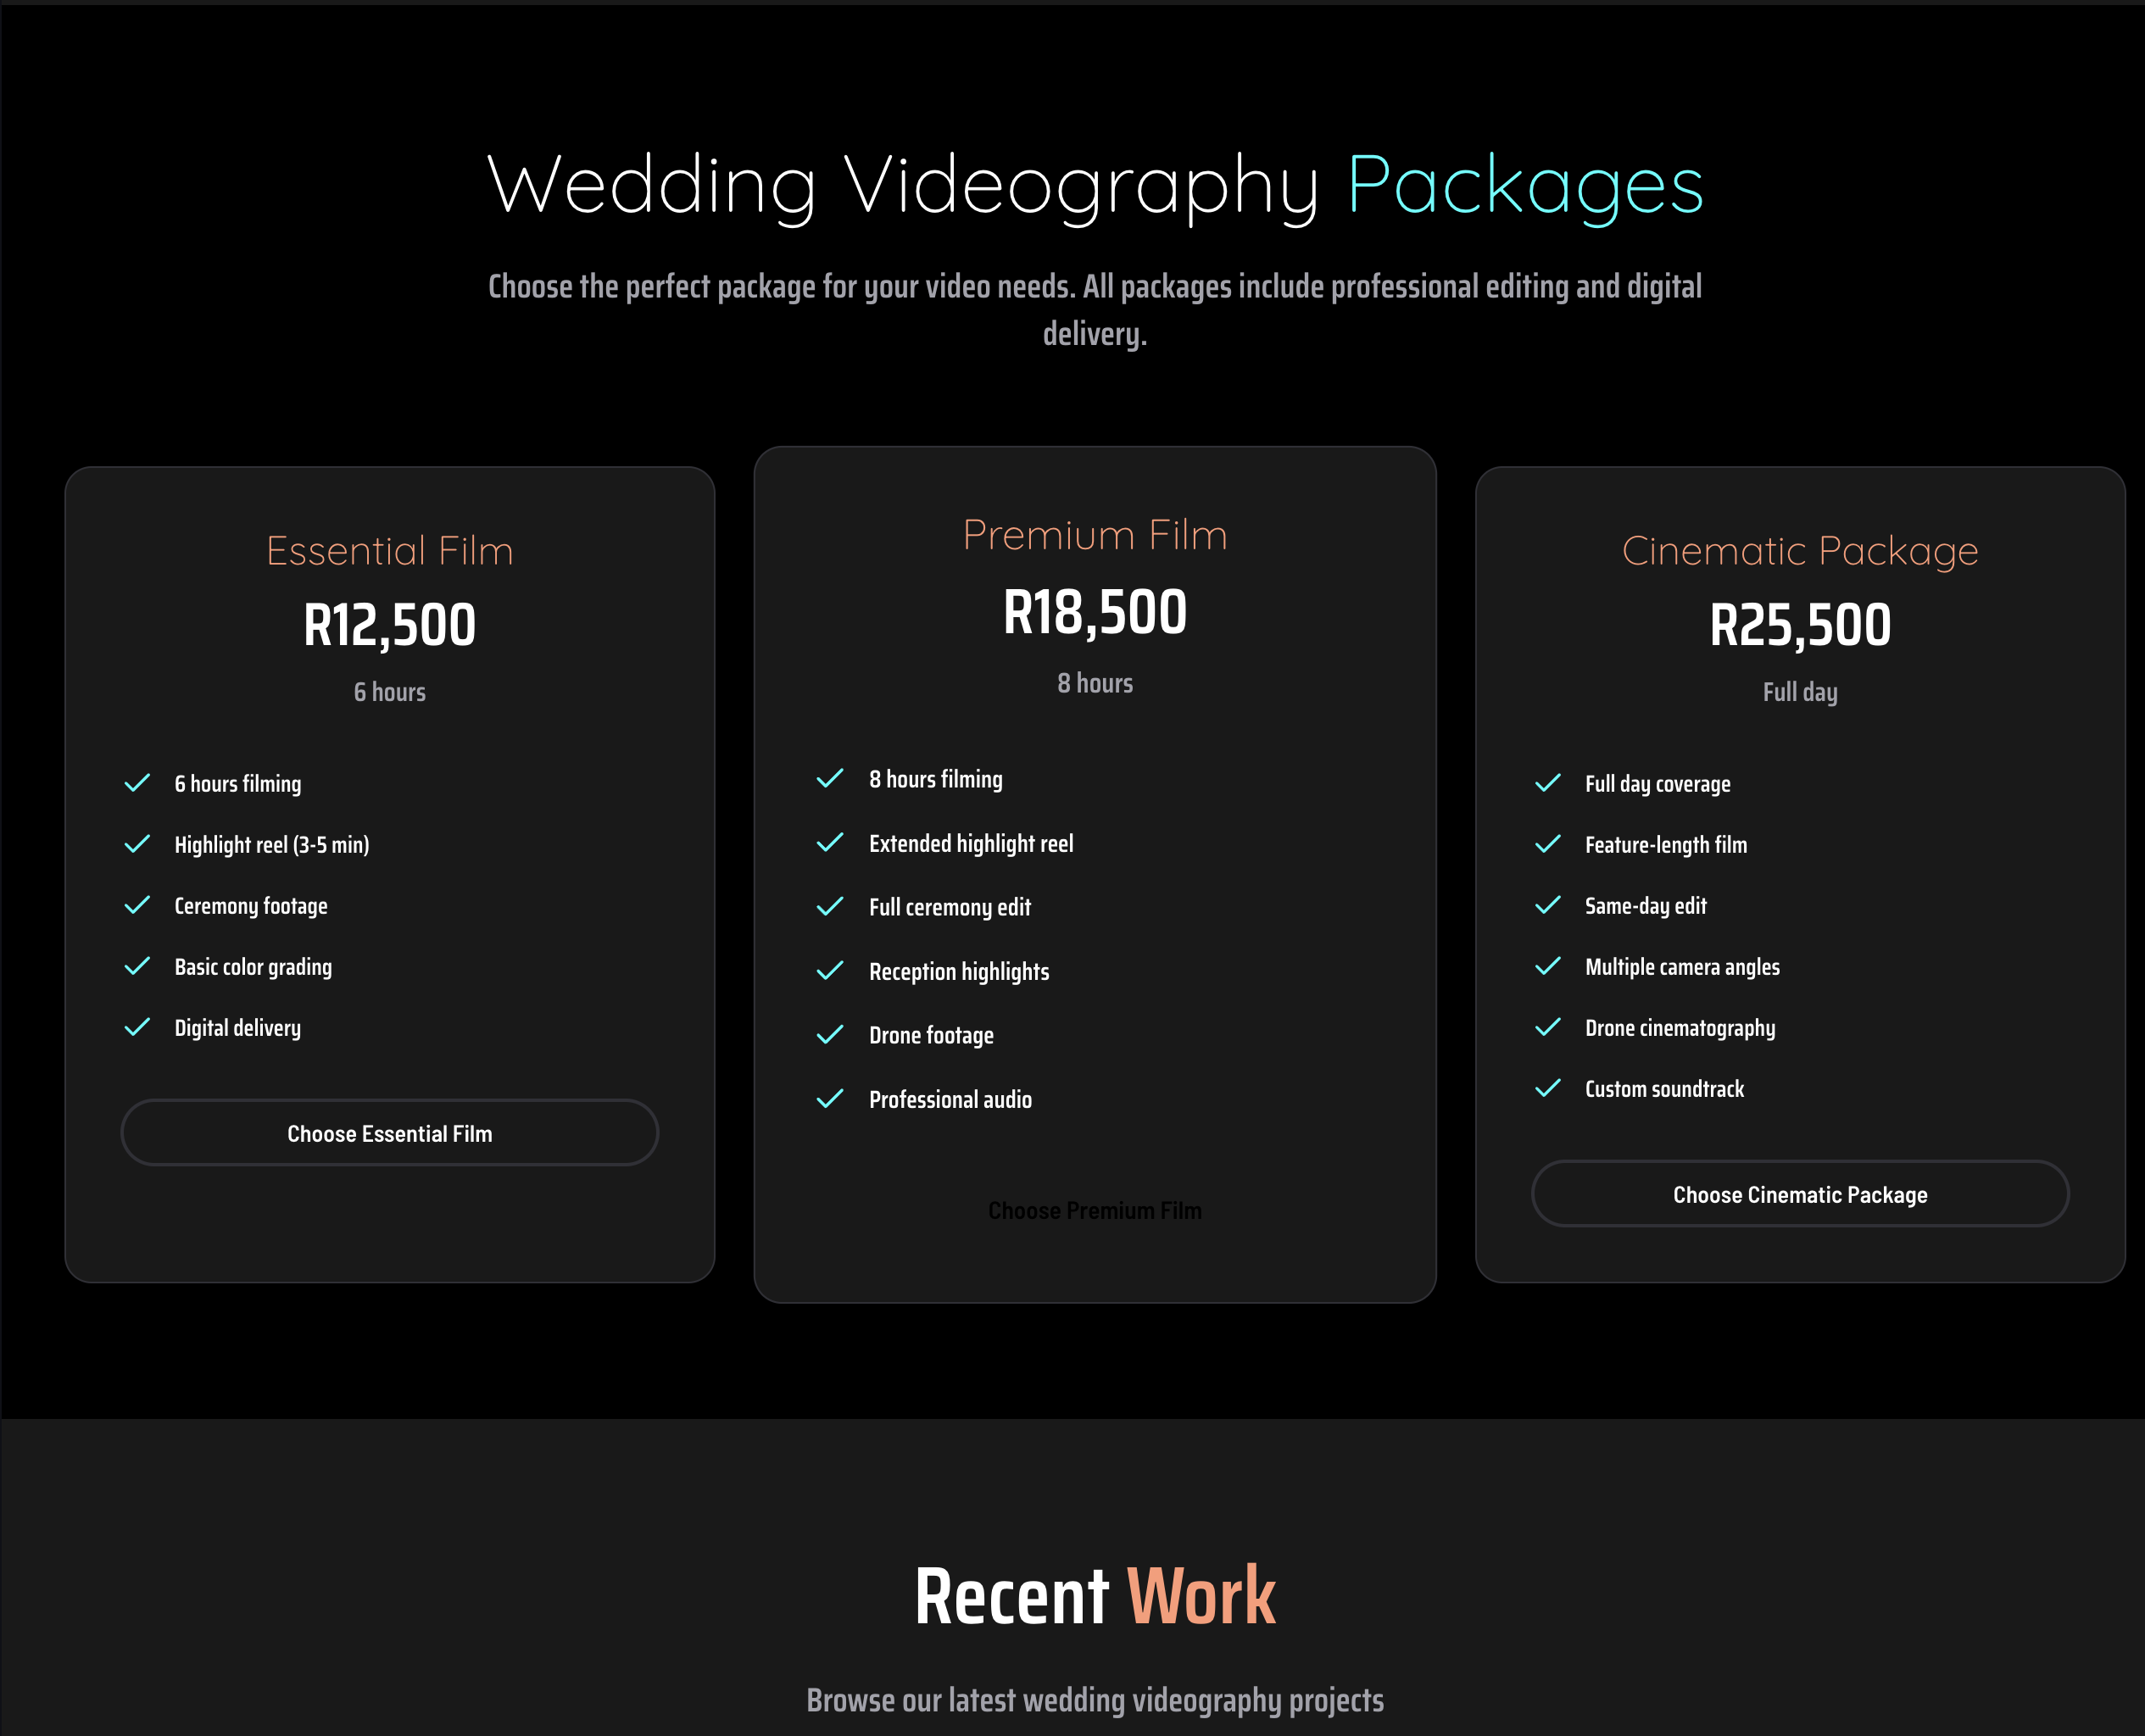 Wedding Videography Packages
Choose the perfect package for your video needs. All packages include professional editing and digital
delivery.
Essential Film
R12,500
6 hours
6 hours filming
Highlight reel (3-5 min)
Ceremony footage
Basic color grading
Digital delivery
Choose Essential Film
Premium Film
R18,500
8 hours
8 hours filming
Extended highlight reel
Full ceremony edit
Reception highlights
Drone footage
Professional audio
Choose Premium Film
Cinematic Package
R25,500
Full day
Full day coverage
Feature-length film
Same-day edit
Multiple camera angles
Drone cinematography
Custom soundtrack
Choose Cinematic Package
Recent Work
Browse our latest wedding videography projects